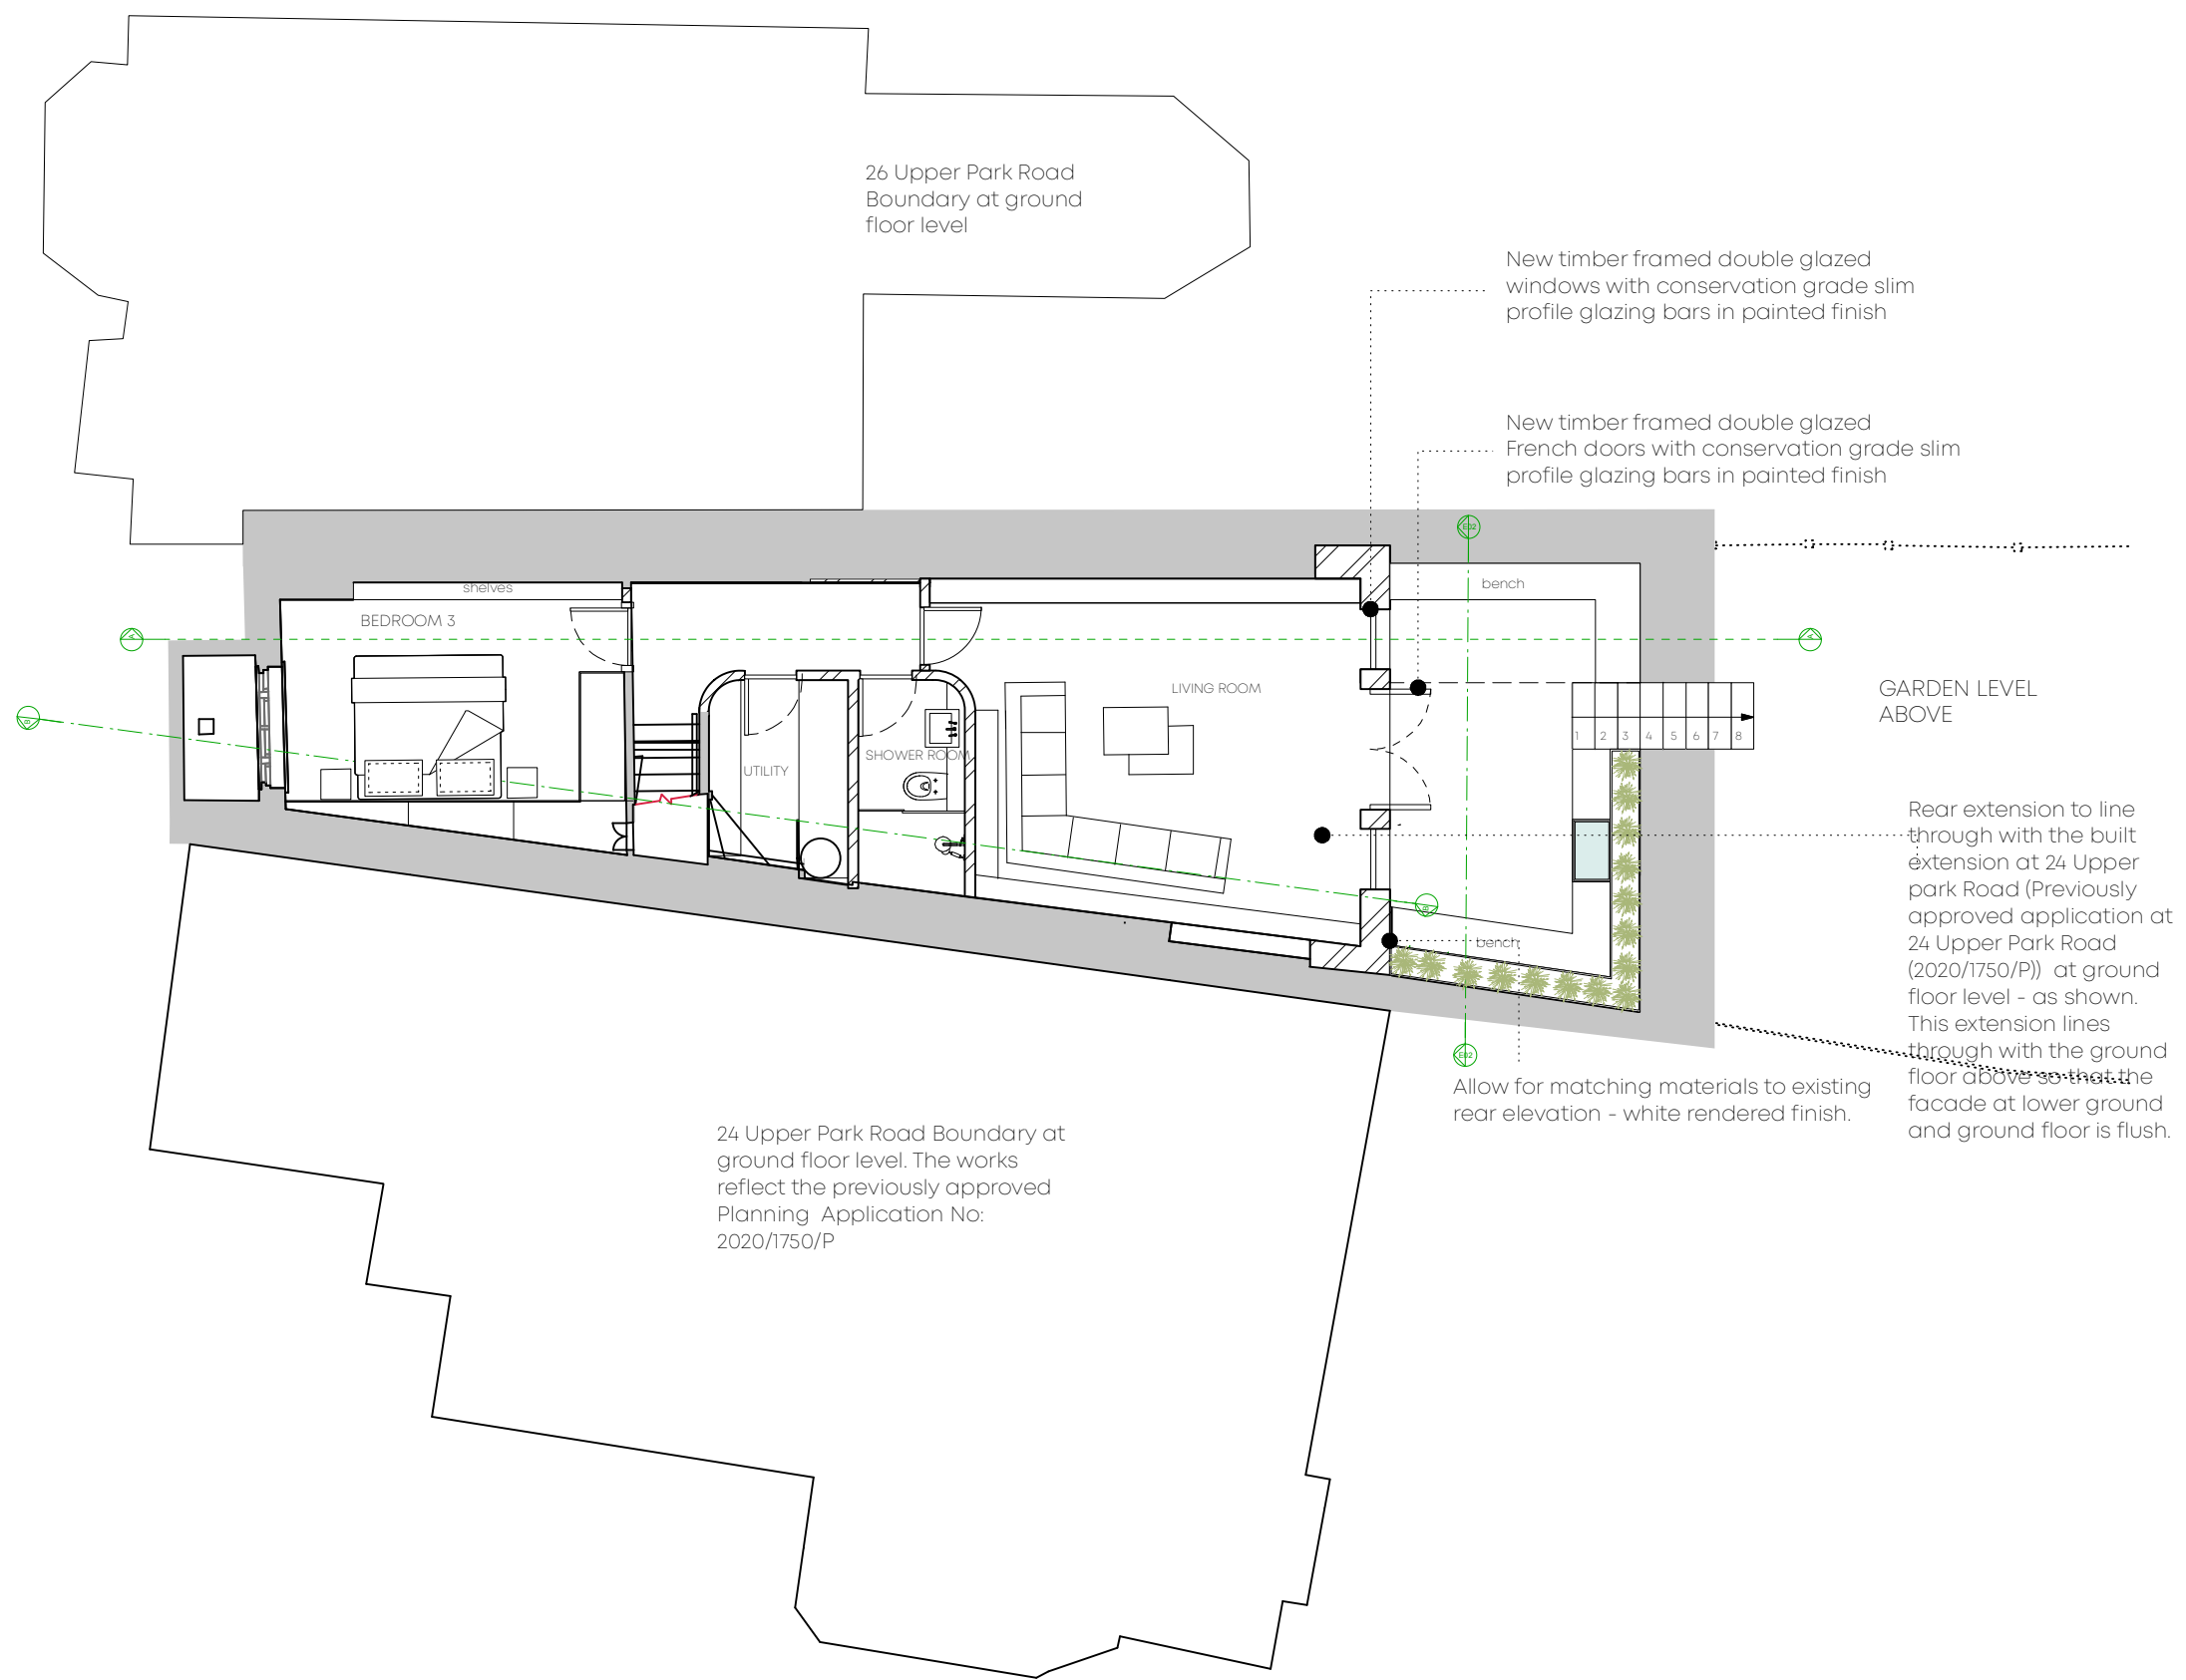 26 Upper Park Road
Boundary at ground
floor level
New timber framed double glazed
windows with conservation grade slim
profile glazing bars in painted finish
New timber framed double glazed
French doors with conservation grade slim
profile glazing bars in painted finish
E02
shelves
bench
BEDROOM 3
A
A
LIVING ROOM
GARDEN LEVEL
ABOVE
B
1 2 3 4 5 6 7 8
SHOWER ROOM
UTILITY
Rear extension to line
through with the built
extension at 24 Upper
park Road (Previously
approved application at
24 Upper Park Road
(2020/1750/P))  at ground
floor level - as shown.
This extension lines
through with the ground
floor above so that the
facade at lower ground
and ground floor is flush.
B
bench
E02
Allow for matching materials to existing
rear elevation - white rendered finish.
24 Upper Park Road Boundary at
ground floor level. The works
reflect the previously approved
Planning  Application No:
2020/1750/P